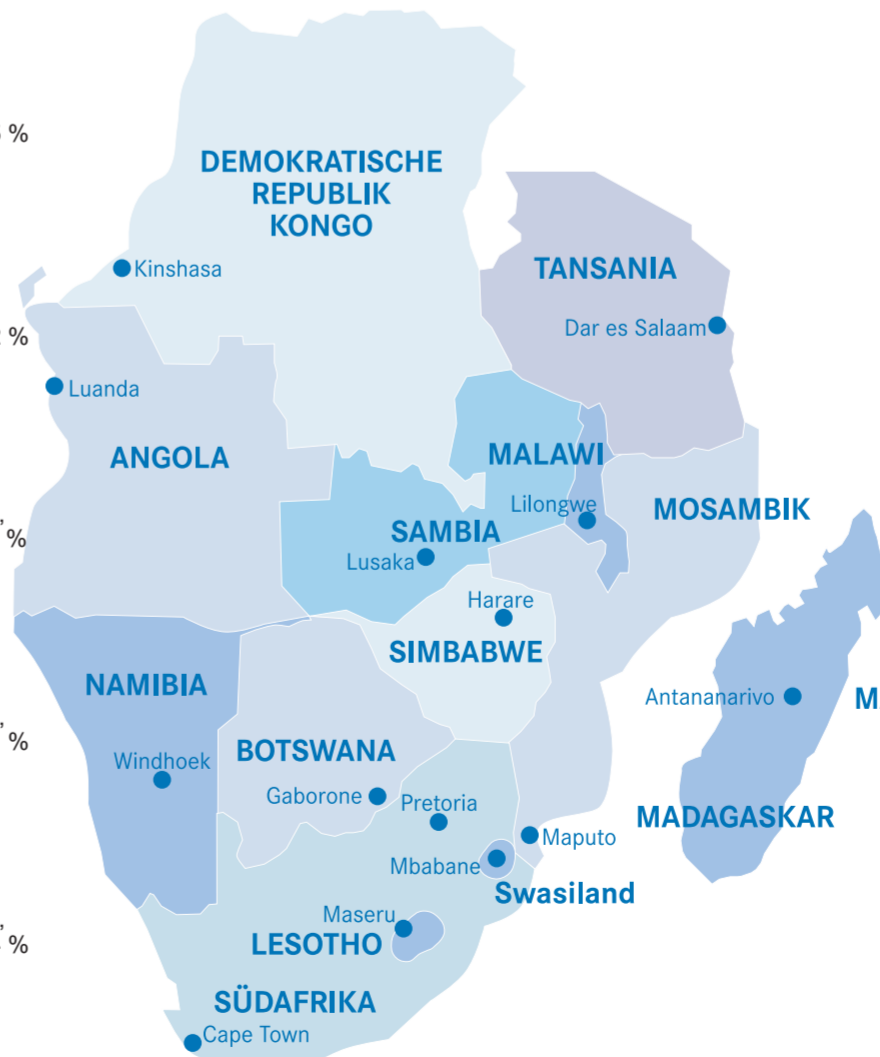 %
DEMOKRATISCHE
REPUBLIK
KONGO
Kinshasa
TANSANIA
Dar es Salaam
Luanda
ANGOLA
MALAWI
Lilongwe
MOSAMBIK
%
SAMBIA
Lusaka
Harare
SIMBABWE
NAMIBIA
Antananarivo
M
%
Windhoek
BOTSWANA
Gaborone
Pretoria
MADAGASKAR
Maputo
Mbabane
Swasiland
Maseru
LESOTHO
%
SÜDAFRIKA
Cape Town